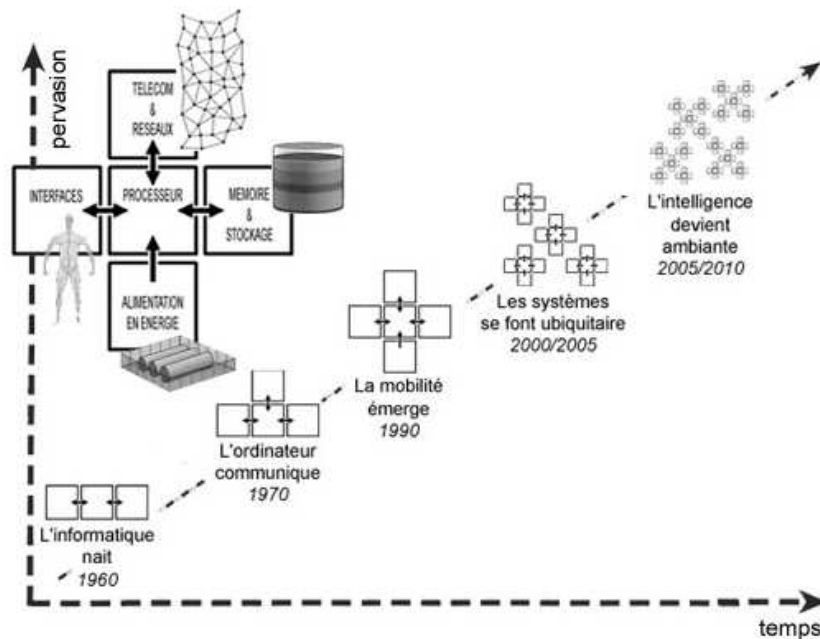 pervasion
TELECOM
&
RESEAUX
INTERFACES
PROCESSEUR
MEMOIRE
&
STOCKAGE
ALIMENTATION
EN ENERGIE
L'informatique
nait
1960
L'ordinateur
communique
1970
La mobilité
émerge
1990
Les systèmes
se font ubiquitaire
2000/2005
L'intelligence
devient
ambiante
2005/2010
temps